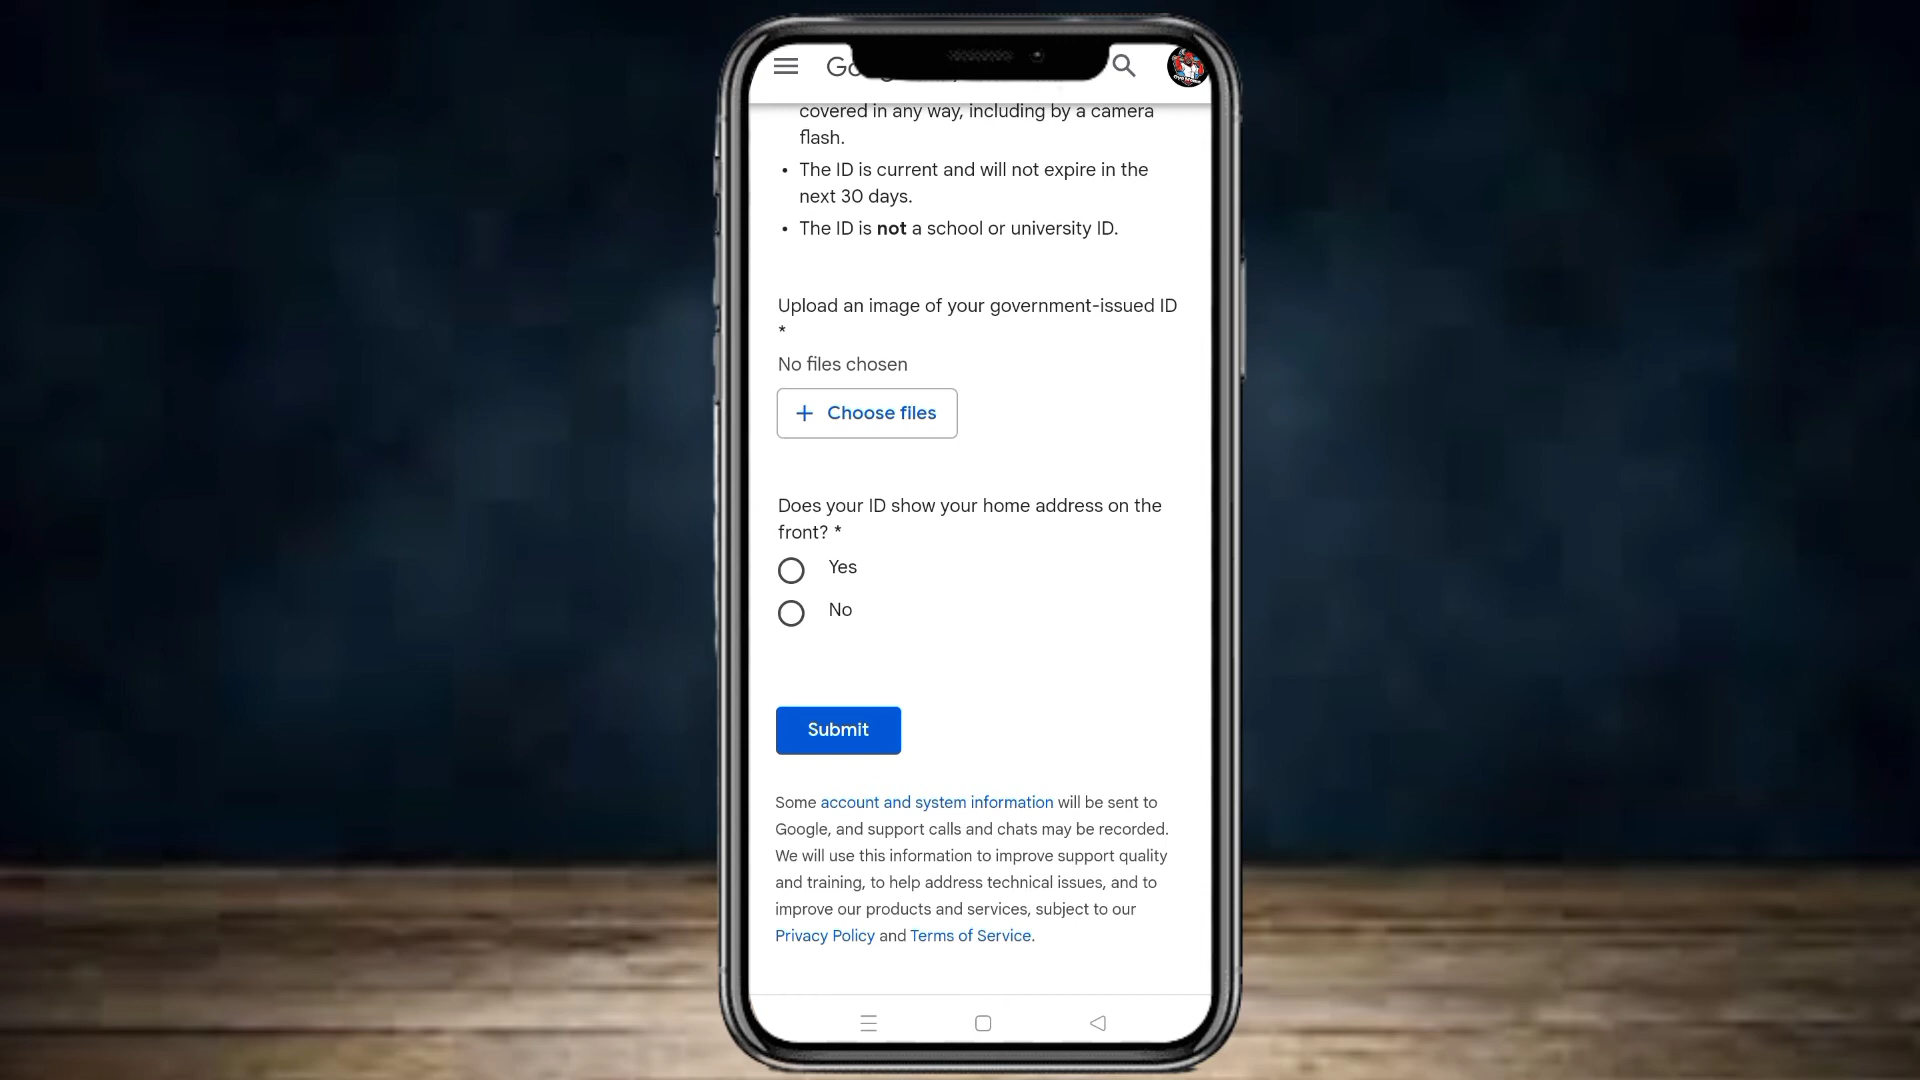 covered in any way, including by a camera
flash.
• The ID is current and will not expire in the
next 30 days.
• The ID is not a school or university ID.
Upload an image of your government-issued ID
*
No files chosen
+ Choose files
Does your ID show your home address on the
front? *
Yes
No
Submit
Some account and system information will be sent to
Google, and support calls and chats may be recorded.
We will use this information to improve support quality
and training, to help address technical issues, and to
improve our products and services, subject to our
Privacy Policy and Terms of Service.